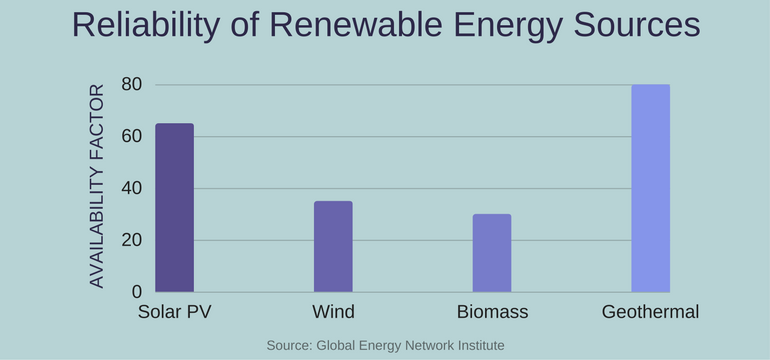 Reliability of Renewable Energy Sources
AVAILABILITY FACTOR
80
60
40
20
0
Solar PV
Wind
Biomass
Geothermal
Source: Global Energy Network Institute